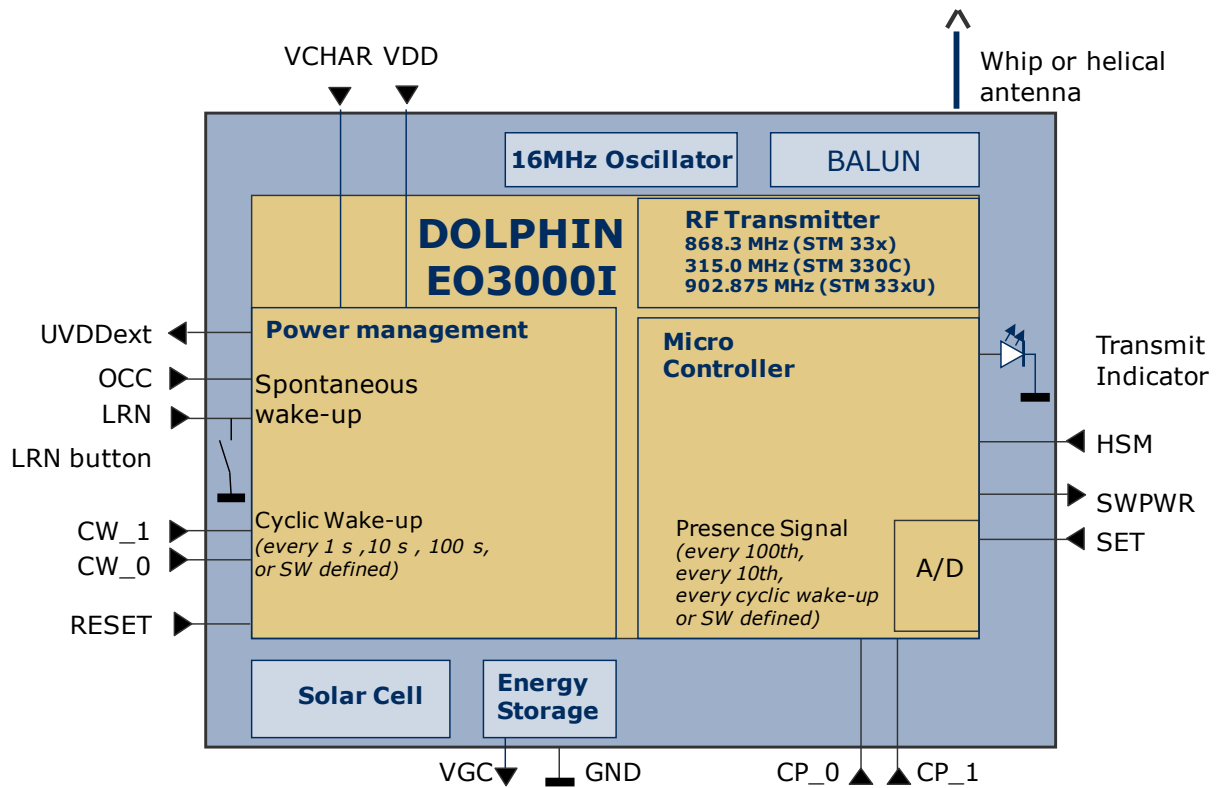 VCHAR VDD
Whip or helical
antenna
16MHz Oscillator
BALUN
DOLPHIN
EO3000I
RF Transmitter
868.3 MHz (STM 33x)
315.0 MHz (STM 330C)
902.875 MHz (STM 33xU)
UVDDext
OCC
LRN
LRN button
CW_1
CW_0
RESET
Power management
Spontaneous
wake-up
Cyclic Wake-up
(every 1 s ,10 s , 100 s,
or SW defined)
Micro
Controller
Presence Signal
(every 100th,
every 10th,
every cyclic wake-up
or SW defined)
A/D
Transmit
Indicator
HSM
SWPWR
SET
Solar Cell
Energy
Storage
VGC
GND
CP_0
CP_1